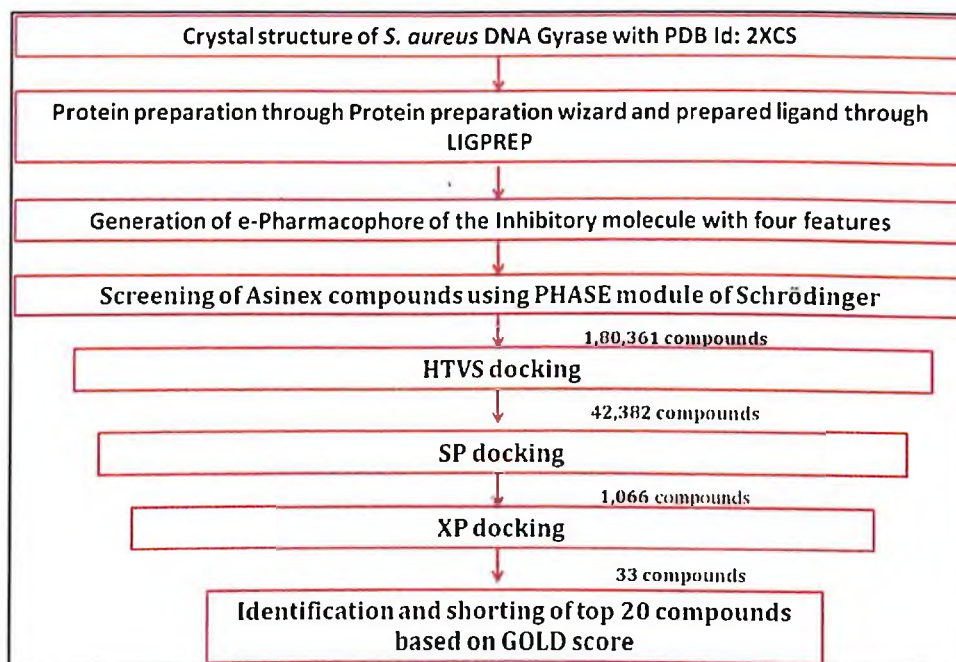 Crystal structure of S. aureus DNA Gyrase with PDB Id: 2XCS
Protein preparation through Protein preparation wizard and prepared ligand through
LIGPREP
Generation of e-Pharmacophore of the Inhibitory molecule with four features
Screening of Asinex compounds using PHASE module of Schrödinger
1,80,361 compounds
HTVS docking
42,382 compounds
SP docking
1,066 compounds
XP docking
33 compounds
Identification and shorting of top 20 compounds
based on GOLD score